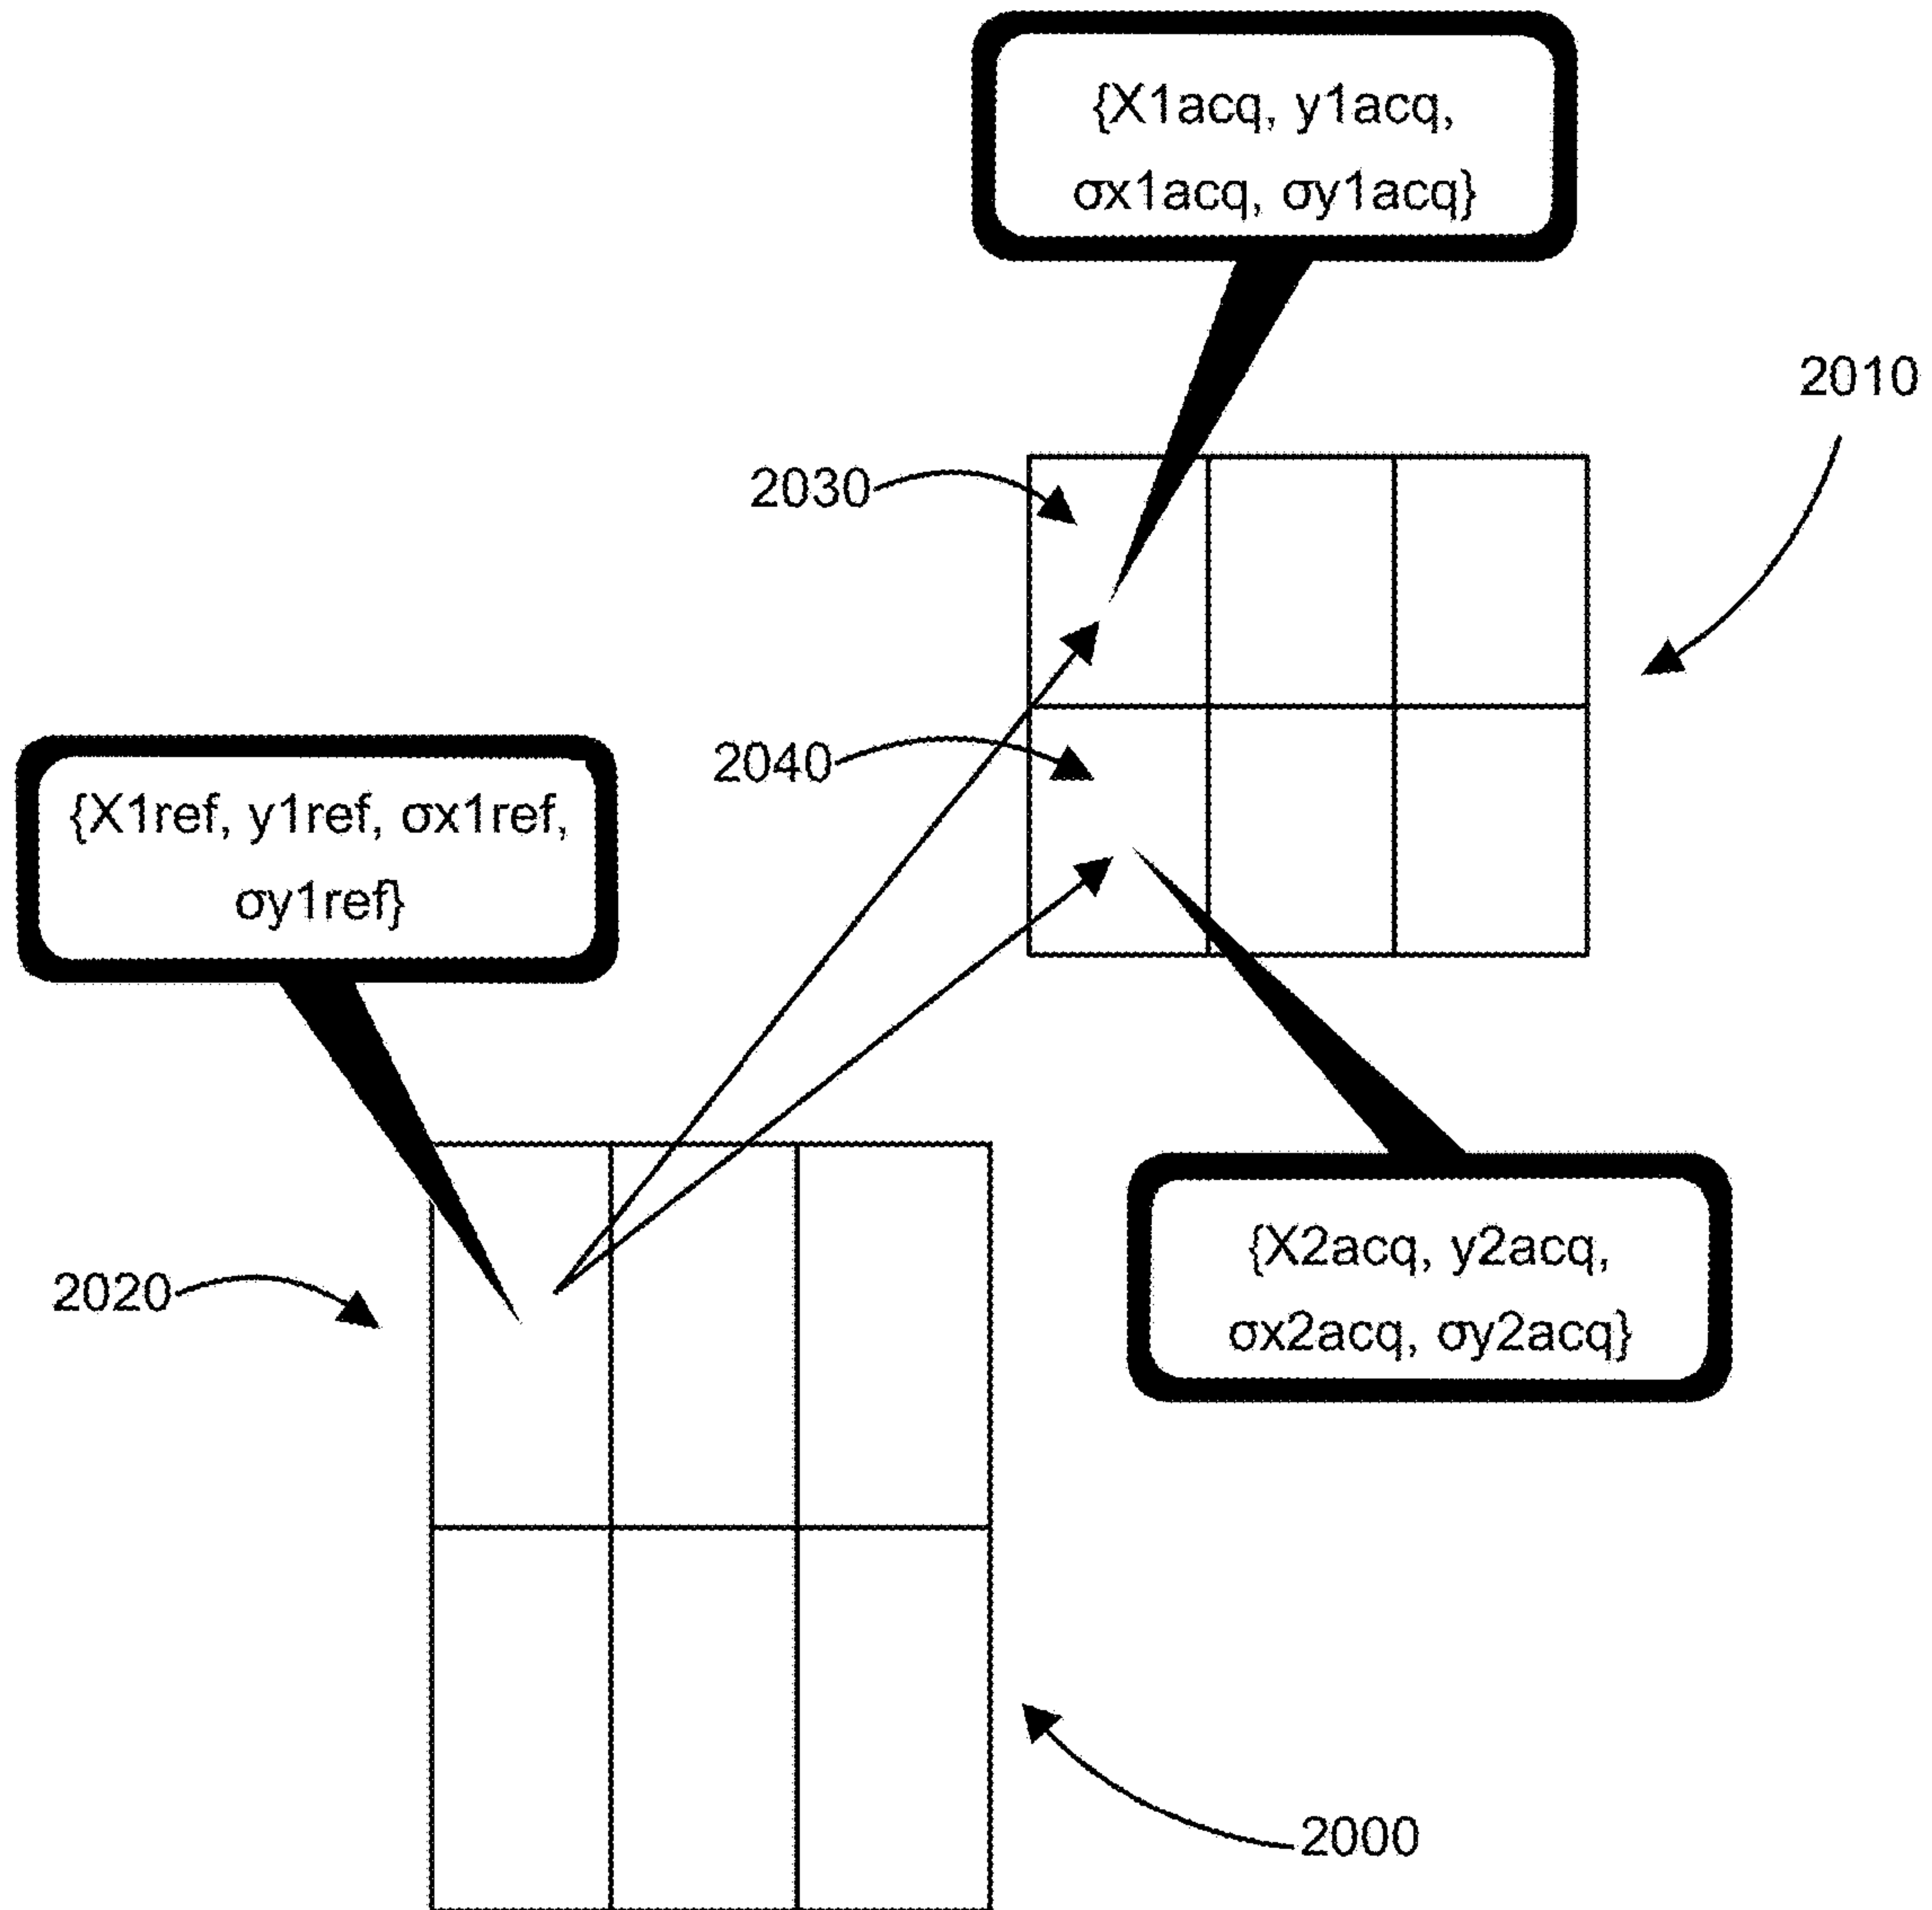 {X1acq, y1acq,
σx1acq, σy1acq}
2010
2030
2040
{X1ref, y1ref, σx1ref,
σy1ref}
{X2acq, y2acq,
σx2acq, σy2acq}
2020
2000